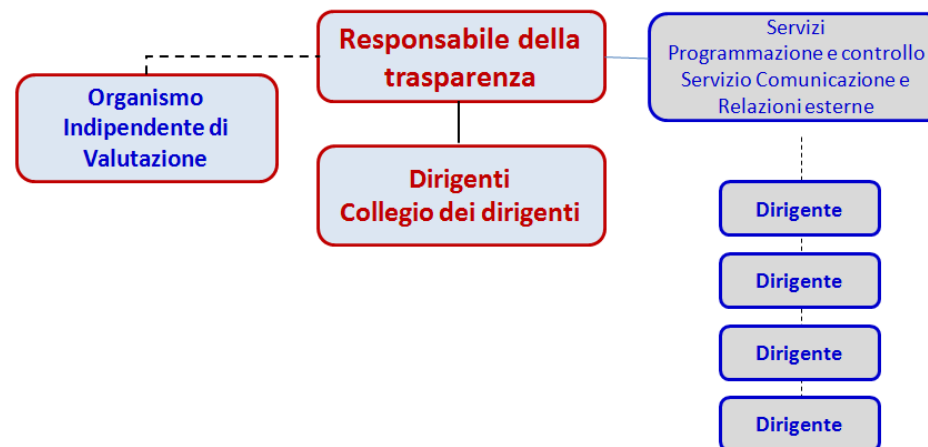 Responsabile della
trasparenza
Organismo
Indipendente di
Valutazione
Dirigenti
Collegio dei dirigenti
Servizi
Programmazione e controllo
Servizio Comunicazione e
Relazioni esterne
Dirigente
Dirigente
Dirigente
Dirigente